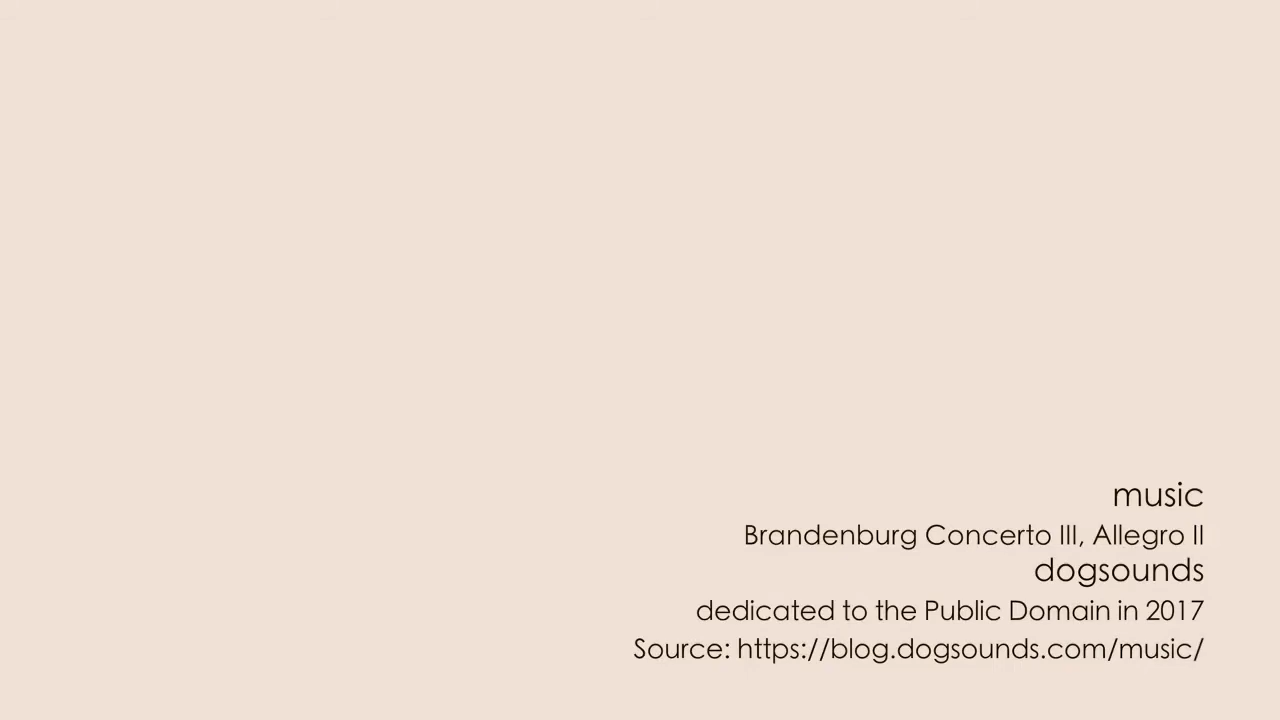 music
Brandenburg Concerto III, Allegro II
dogsounds
dedicated to the Public Domain in 2017
Source: https://blog.dogsounds.com/music/